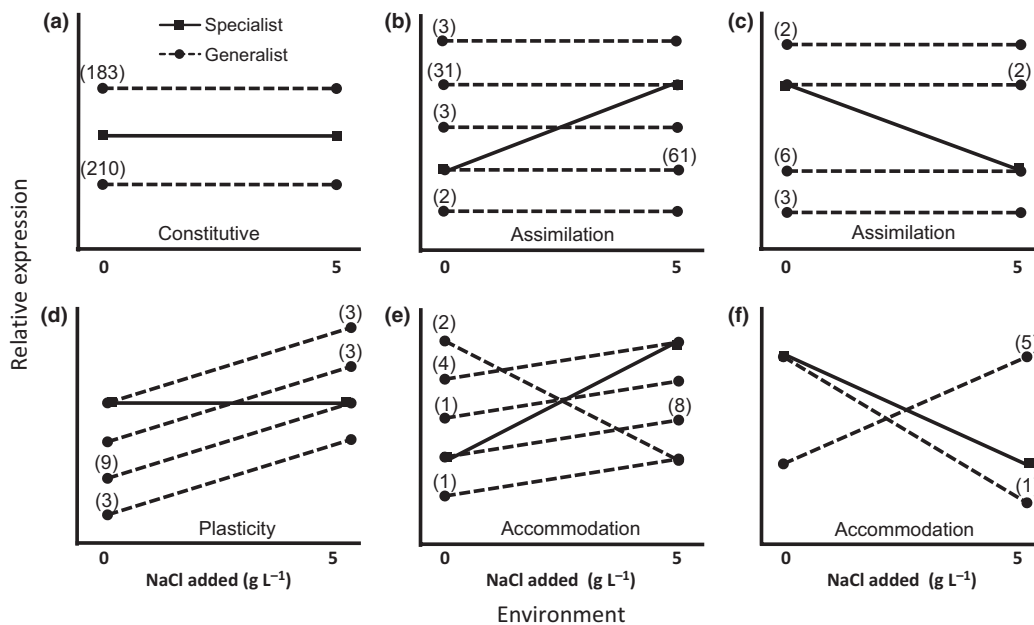 (a)
Specialist
Generalist
(183)
(210)
Constitutive
0 5
(b)
(3)
(31)
(3)
(61)
(2)
Assimilation
0 5
(c)
(2)
(2)
(6)
(3)
Assimilation
0 5
Relative expression
(d)
(3)
(3)
(9)
(3)
Plasticity
0 5
NaCl added (g L⁻¹)
(e)
(2)
(4)
(1)
(8)
(1)
Accommodation
0 5
NaCl added (g L⁻¹)
(f)
(5
(1
Accommodation
0 5
NaCl added (g L⁻¹)
Environment